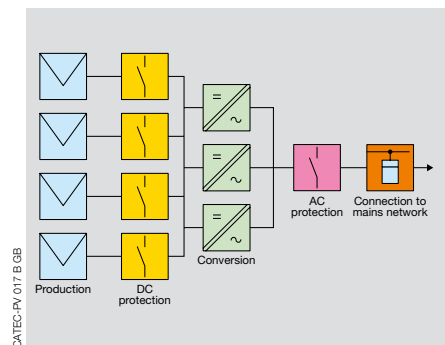 Production
DC
protection
Conversion
AC
protection
Connection to
mains network
CATEC-PV 017 B GB